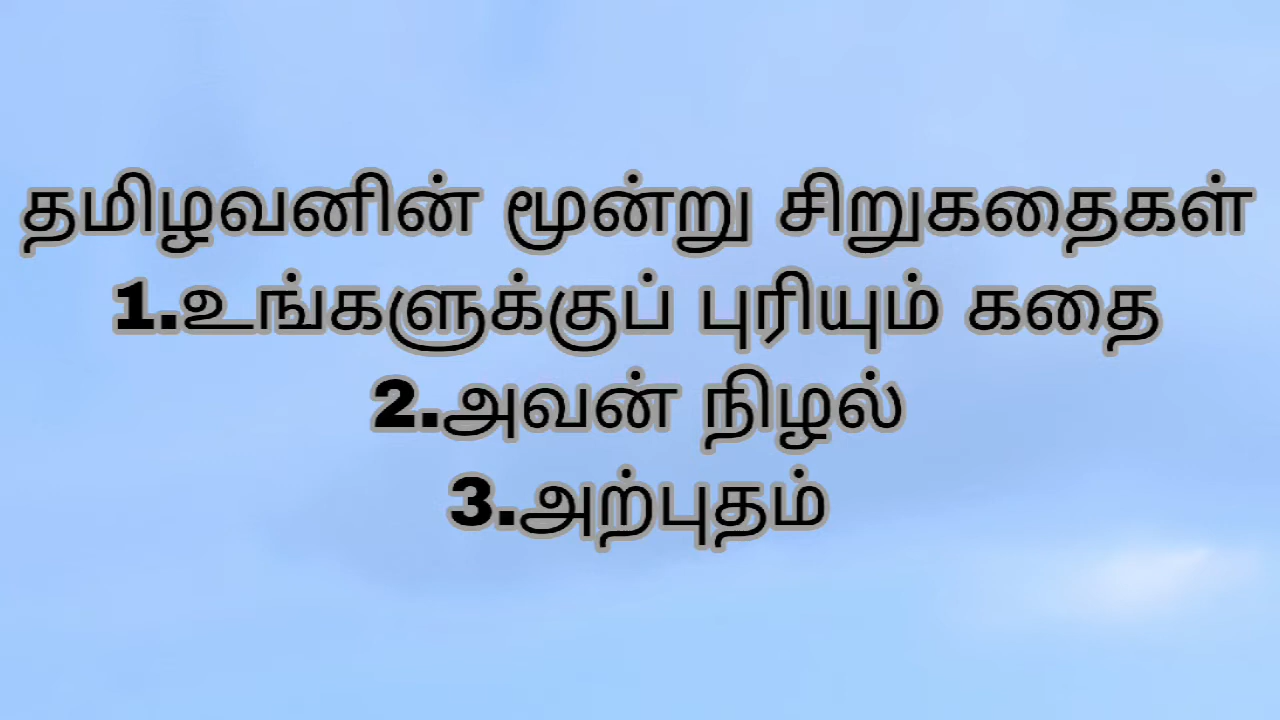 தமிழவனின் மூன்று சிறுகதைகள்
1.உங்களுக்குப் புரியும் கதை
2.அவன் நிழல்
3.அற்புதம்